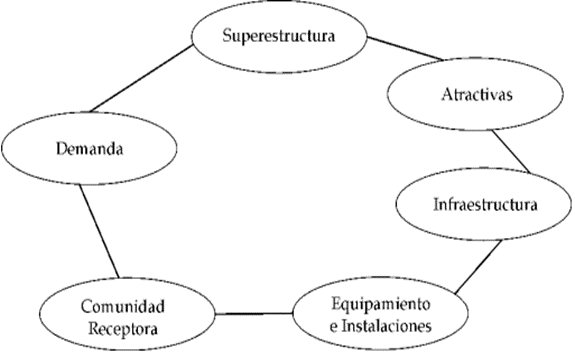 Superestructura
Atractivas
Demanda
Infraestructura
Comunidad
Receptora
Equipamiento
e Instalaciones